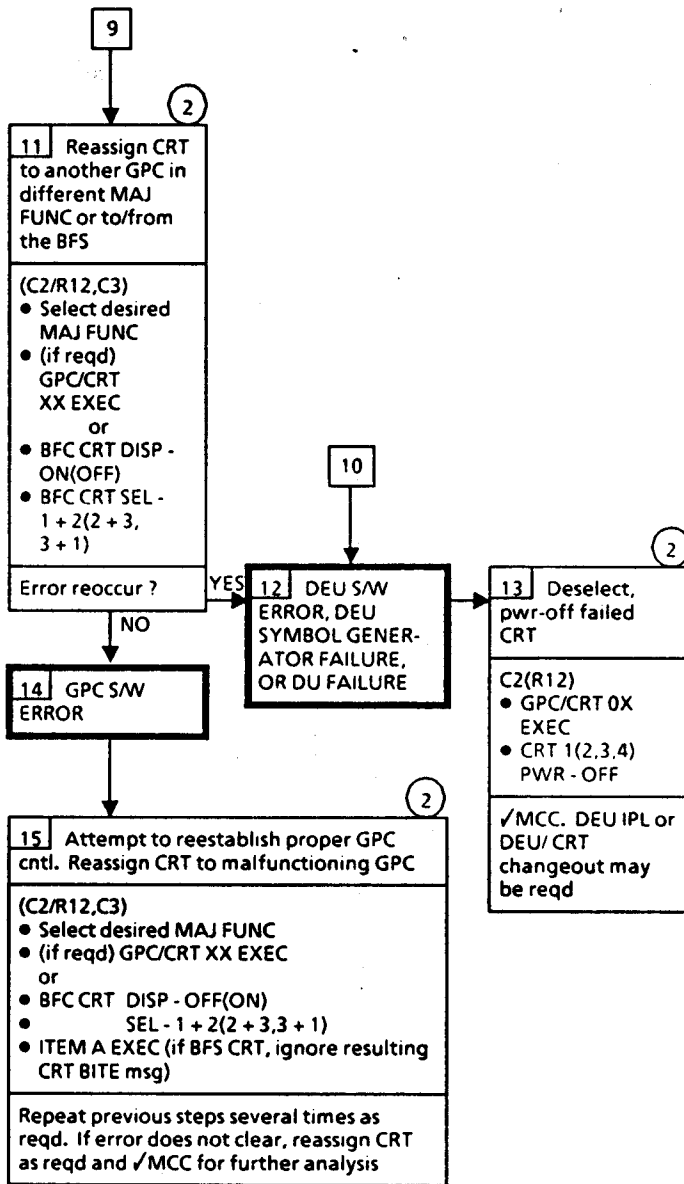 9
2
11 Reassign CRT
to another GPC in
different MAJ
FUNC or to/from
the BFS
(C2/R12,C3)
• Select desired
MAJ FUNC
• (if reqd)
GPC/CRT
XX EXEC
or
• BFC CRT DISP -
ON(OFF)
• BFC CRT SEL -
1 + 2(2 + 3,
3 + 1)
Error reoccur ?
YES
NO
10
12 DEU S/W
ERROR, DEU
SYMBOL GENER-
ATOR FAILURE,
OR DU FAILURE
2
13 Deselect,
pwr-off failed
CRT
C2(R12)
• GPC/CRT 0X
EXEC
• CRT 1(2,3,4)
PWR - OFF
✓MCC. DEU IPL or
DEU/ CRT
changeout may
be reqd
14 GPC S/W
ERROR
2
15 Attempt to reestablish proper GPC
cntl. Reassign CRT to malfunctioning GPC
(C2/R12,C3)
• Select desired MAJ FUNC
• (if reqd) GPC/CRT XX EXEC
or
• BFC CRT DISP - OFF(ON)
• SEL - 1 + 2(2 + 3,3 + 1)
• ITEM A EXEC (if BFS CRT, ignore resulting
CRT BITE msg)
Repeat previous steps several times as
reqd. If error does not clear, reassign CRT
as reqd and ✓MCC for further analysis